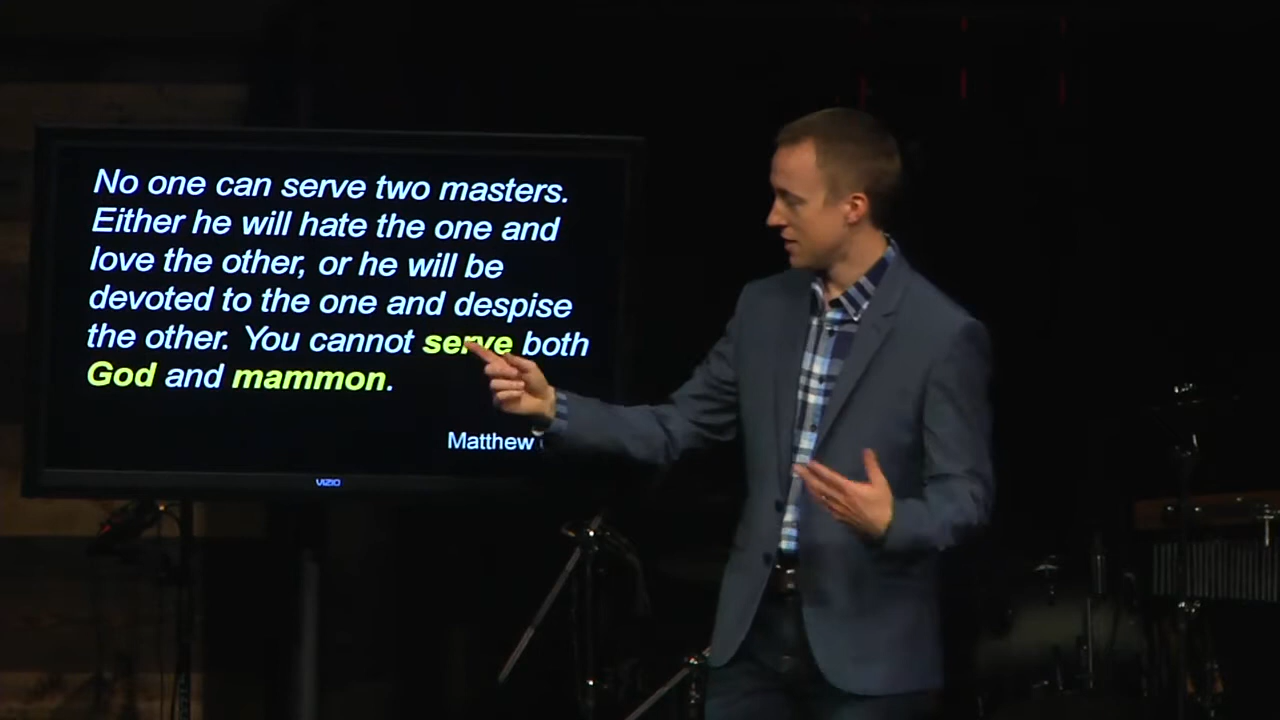 No one can serve two masters.
Either he will hate the one and
love the other, or he will be
devoted to the one and despise
the other. You cannot serve both
God and mammon.
Matthew
VIZIO